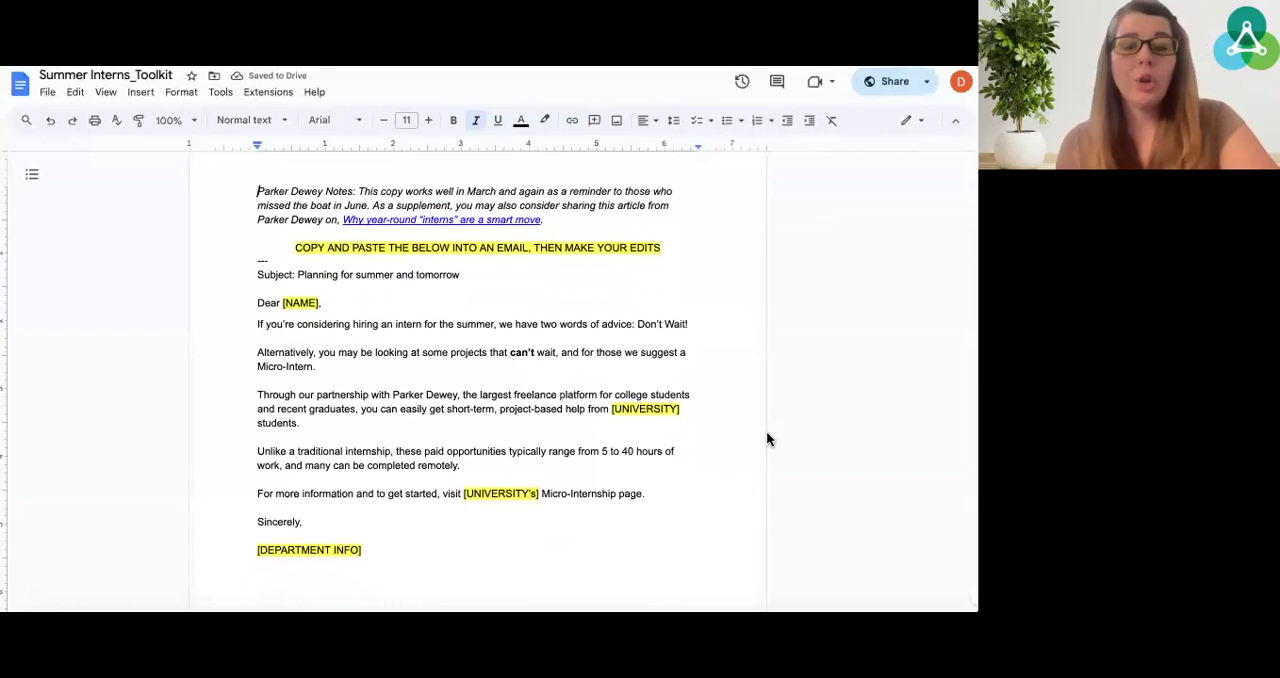 Summer Interns_Toolkit
Saved to Drive
File Edit View Insert Format Tools Extensions Help
Share
D
100%
Normal text
Arial
11
B I U A
1 1 2 3 4 5 6 7
Parker Dewey Notes: This copy works well in March and again as a reminder to those who
missed the boat in June. As a supplement, you may also consider sharing this article from
Parker Dewey on, Why year-round “interns” are a smart move.
COPY AND PASTE THE BELOW INTO AN EMAIL, THEN MAKE YOUR EDITS
---
Subject: Planning for summer and tomorrow
Dear [NAME],
If you’re considering hiring an intern for the summer, we have two words of advice: Don’t Wait!
Alternatively, you may be looking at some projects that can’t wait, and for those we suggest a
Micro-Intern.
Through our partnership with Parker Dewey, the largest freelance platform for college students
and recent graduates, you can easily get short-term, project-based help from [UNIVERSITY]
students.
Unlike a traditional internship, these paid opportunities typically range from 5 to 40 hours of
work, and many can be completed remotely.
For more information and to get started, visit [UNIVERSITY’s] Micro-Internship page.
Sincerely,
[DEPARTMENT INFO]